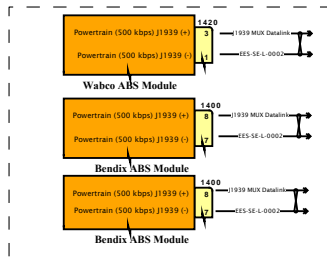 1420
Powertrain (500 kbps) J1939 (+) 3 J1939 MUX Datalink
Powertrain (500 kbps) J1939 (-) 1 EES-SE-L-0002
Wabco ABS Module
1400
Powertrain (500 kbps) J1939 (+) 8 J1939 MUX Datalink
Powertrain (500 kbps) J1939 (-) 7 EES-SE-L-0002
Bendix ABS Module
1400
Powertrain (500 kbps) J1939 (+) 8 J1939 MUX Datalink
Powertrain (500 kbps) J1939 (-) 7 EES-SE-L-0002
Bendix ABS Module